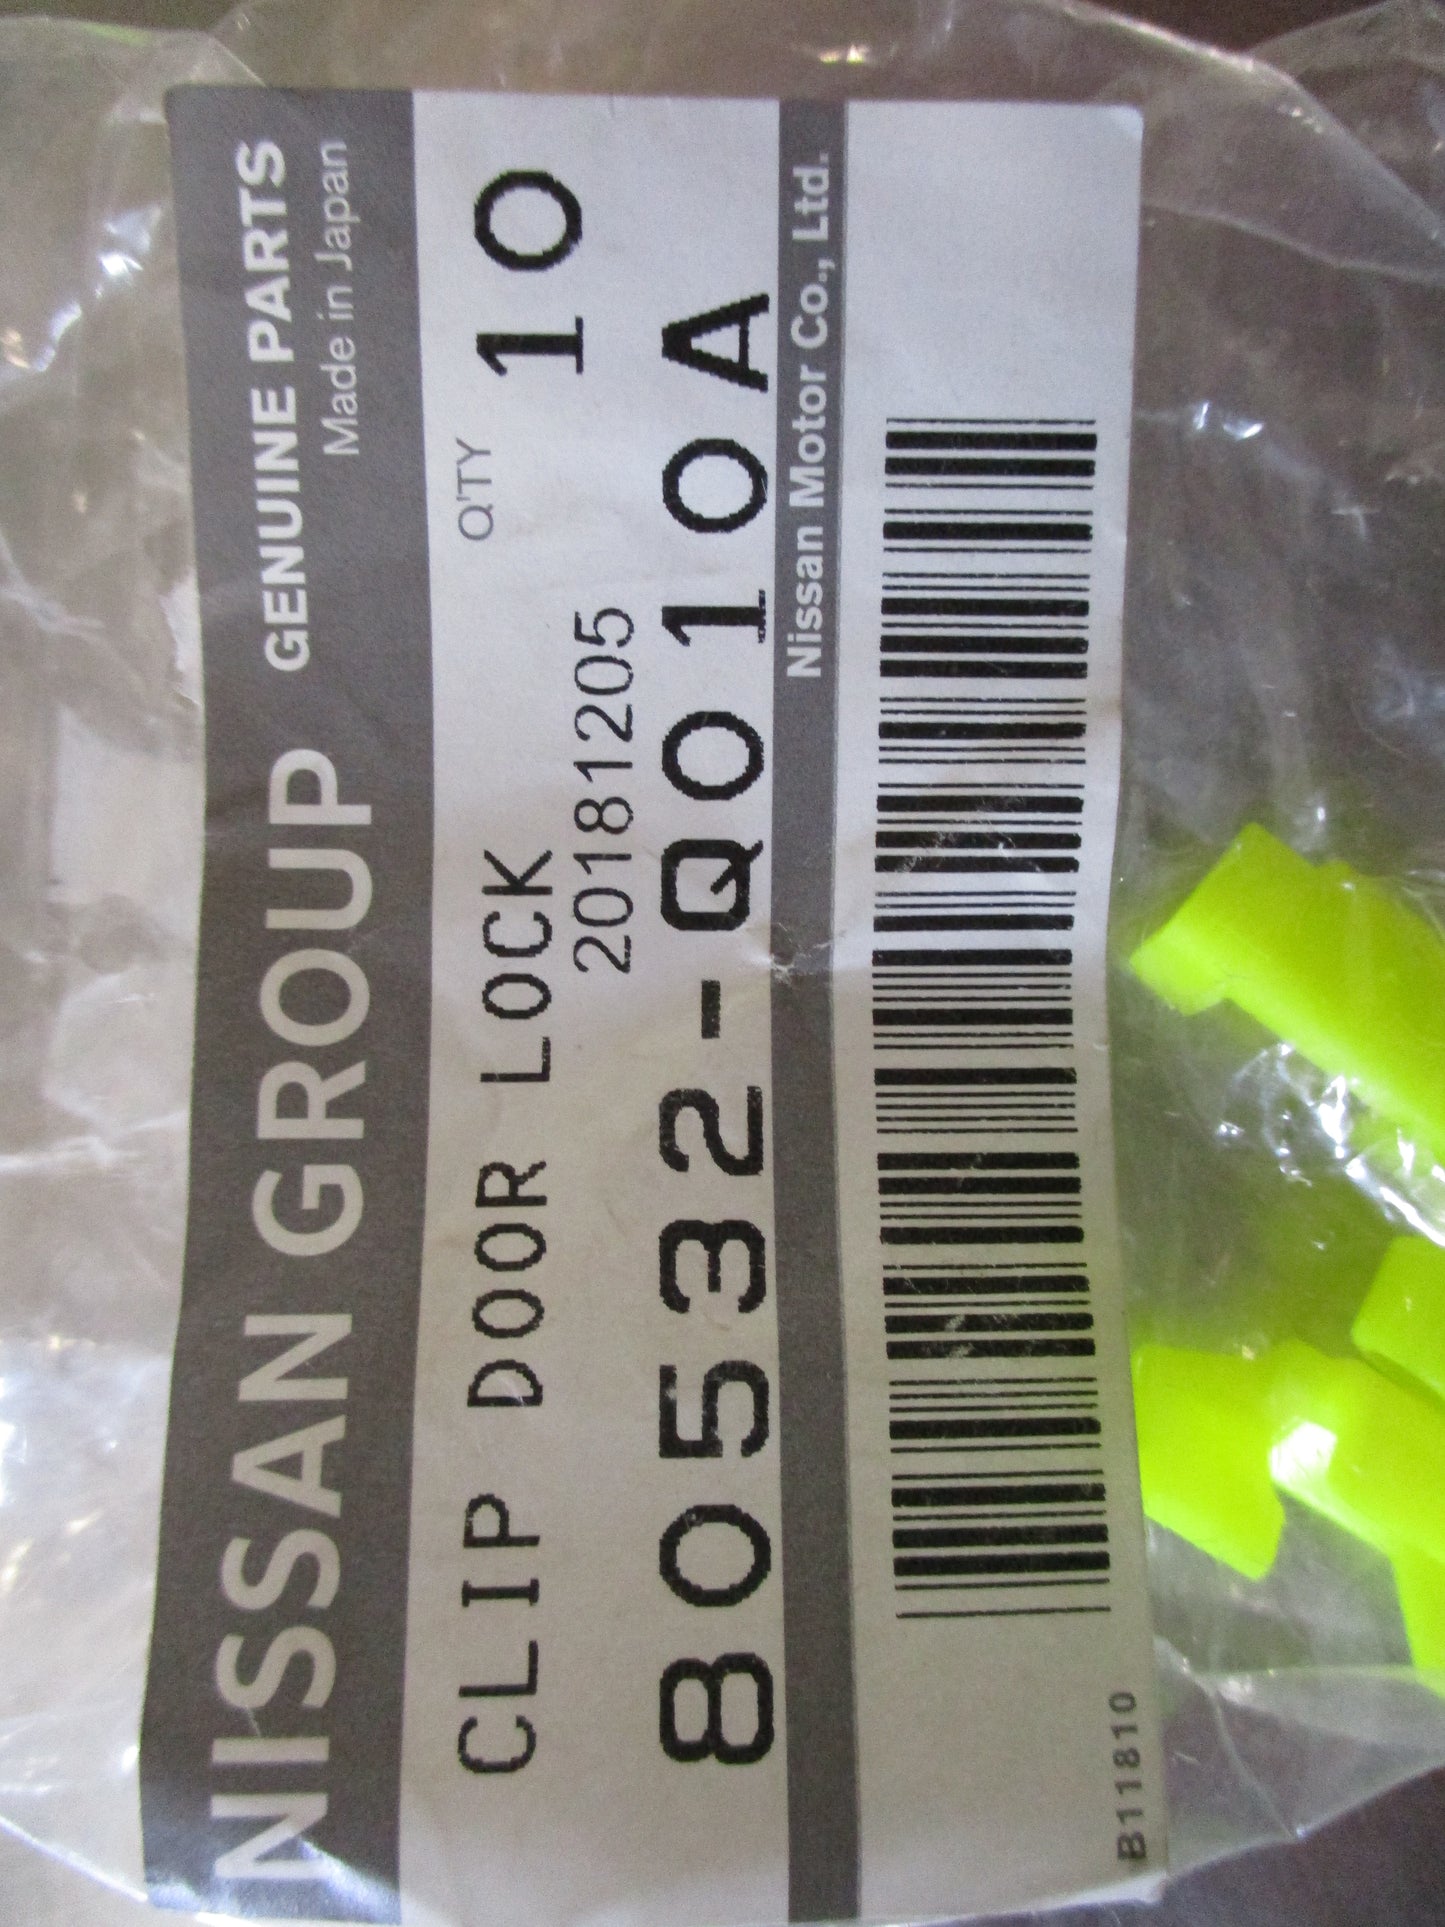 NISSAN GROUP GENUINE PARTS
Made in Japan
Q'TY 10
CLIP DOOR LOCK
20181205
80532-Q010A
Nissan Motor Co., Ltd.
B11810